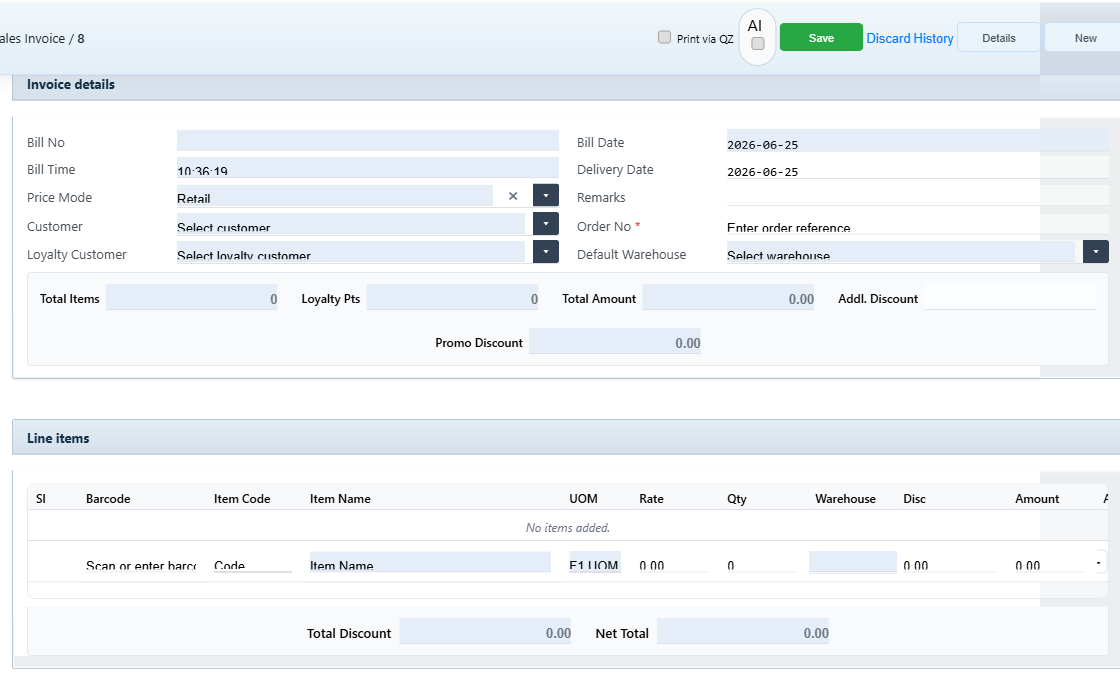 ales Invoice / 8 Print via QZ AI Save Discard History Details New
Invoice details
Bill No Bill Date 2026-06-25
Bill Time 10:36:19 Delivery Date 2026-06-25
Price Mode Retail × Remarks
Customer Select customer Order No * Enter order reference
Loyalty Customer Select loyalty customer Default Warehouse Select warehouse
Total Items 0 Loyalty Pts 0 Total Amount 0.00 Addl. Discount
Promo Discount 0.00
Line items
SI Barcode Item Code Item Name UOM Rate Qty Warehouse Disc Amount A
No items added.
Scan or enter barco Code Item Name F1 UOM 0.00 0 0.00 0.00 -
Total Discount 0.00 Net Total 0.00